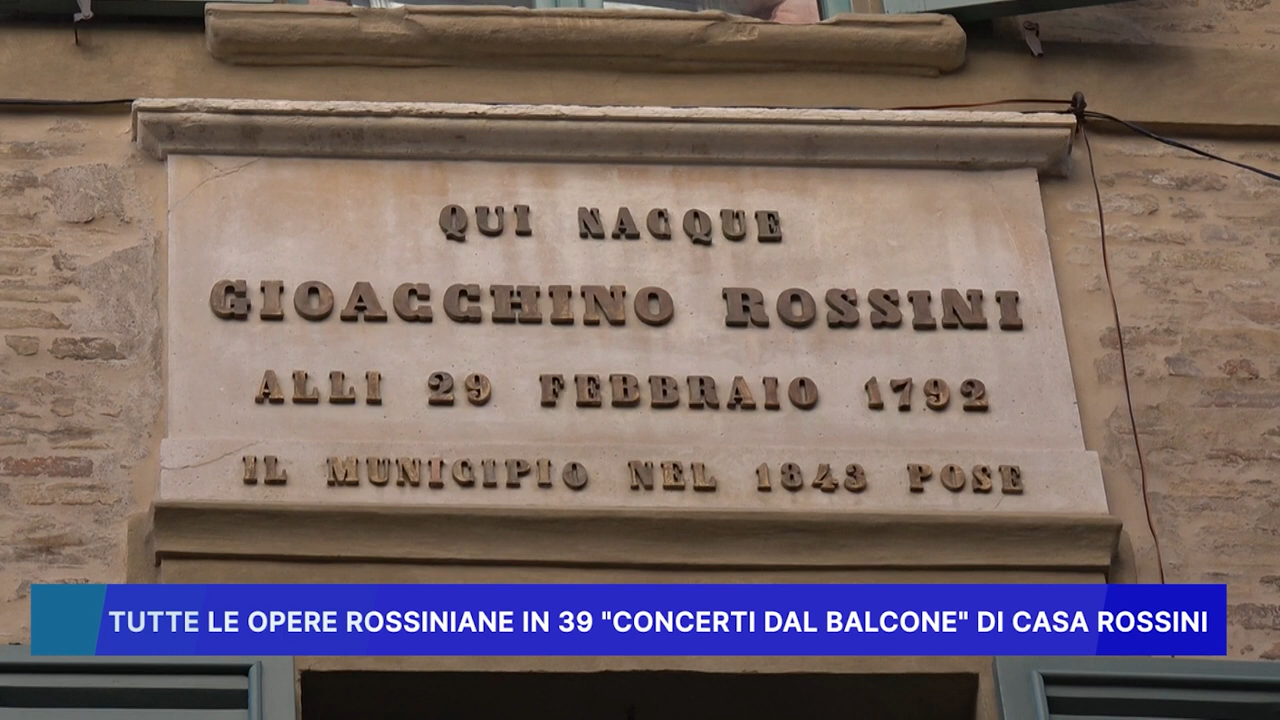 QUI NACQUE
GIOACCHINO ROSSINI
ALLI 29 FEBBRAIO 1792
IL MUNICIPIO NEL 1843 POSE
TUTTE LE OPERE ROSSINIANE IN 39 "CONCERTI DAL BALCONE" DI CASA ROSSINI